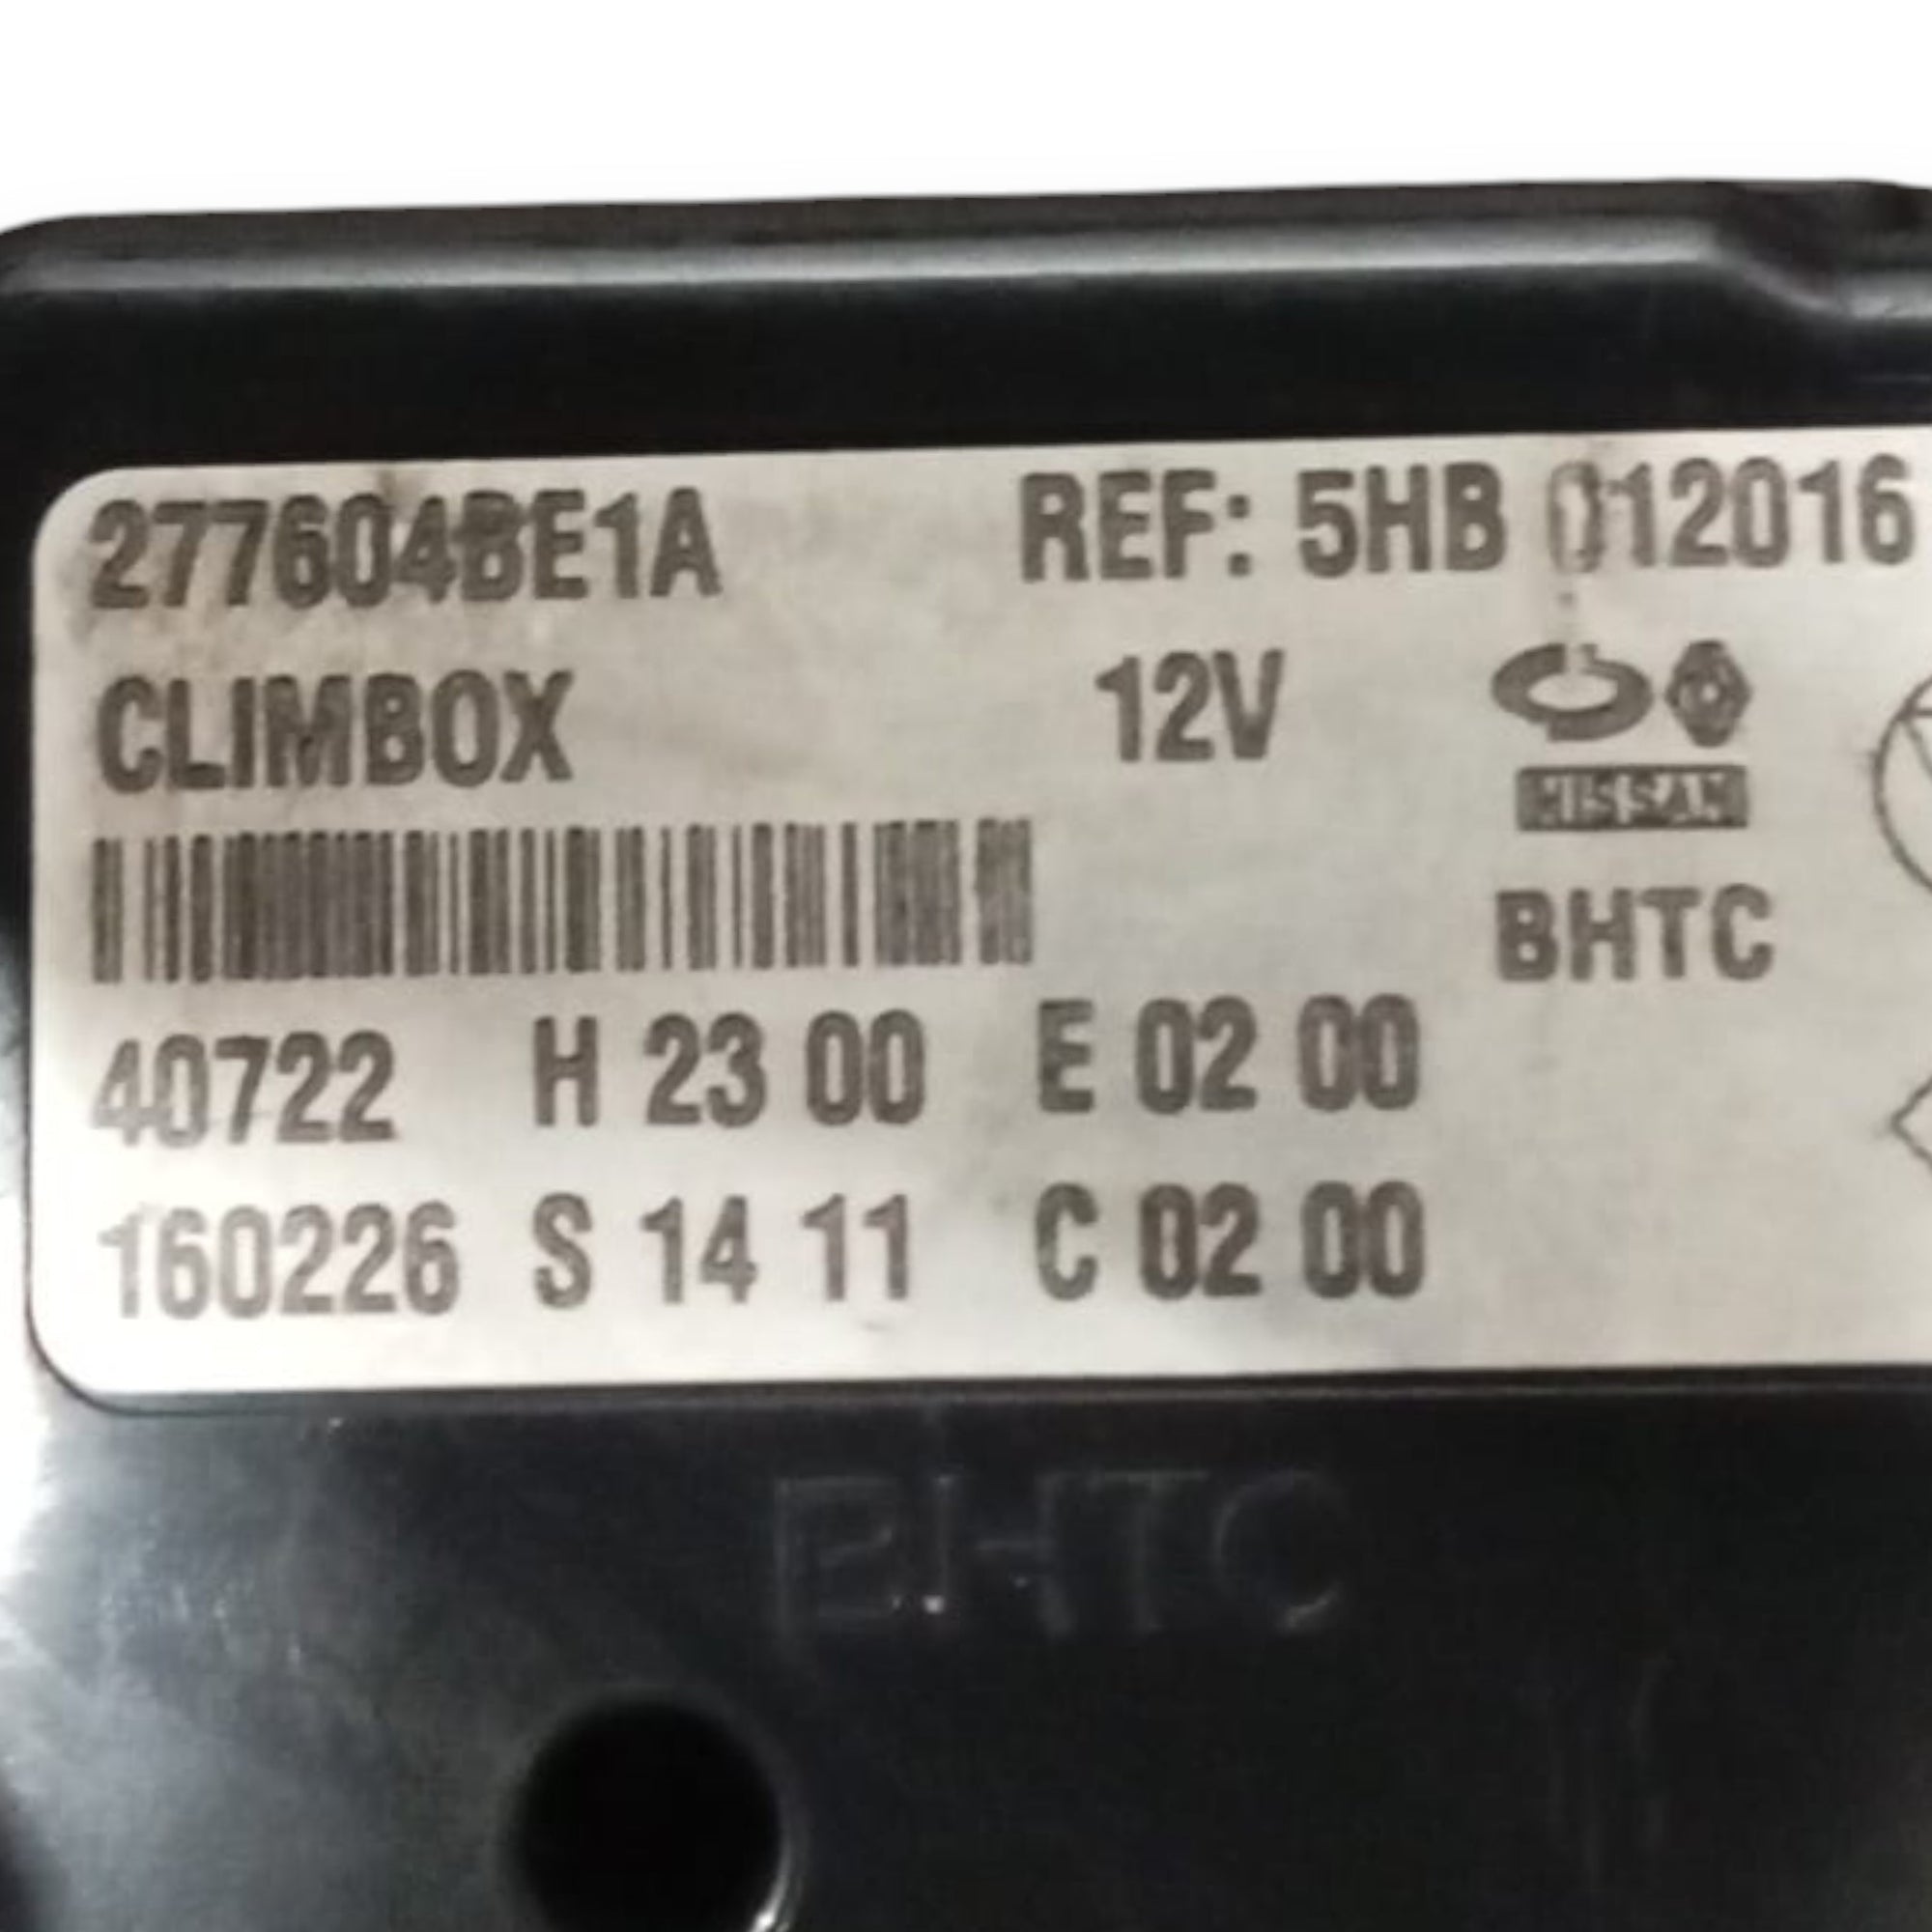 277604BE1A REF: 5HB 012016
CLIMBOX 12V
NISSAN
BHTC
40722 H 23 00 E 02 00
160226 S 14 11 C 02 00
BHTC